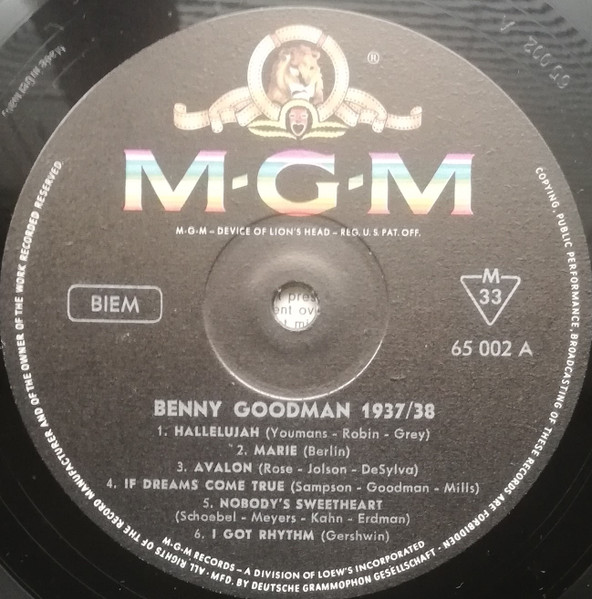 ®
M-G-M
M-G-M – DEVICE OF LION'S HEAD – REG. U.S. PAT. OFF.
BIEM
M
33
65 002 A
BENNY GOODMAN 1937/38
1. HALLELUJAH (Youmans - Robin - Grey)
2. MARIE (Berlin)
3. AVALON (Rose - Jolson - DeSylva)
4. IF DREAMS COME TRUE (Sampson - Goodman - Mills)
5. NOBODY'S SWEETHEART
(Schoebel - Meyers - Kahn - Erdman)
6. I GOT RHYTHM (Gershwin)
M-G-M RECORDS – A DIVISION OF LOEW'S INCORPORATED
ALL RIGHTS OF THE RECORD MANUFACTURER AND OF THE OWNER OF THE WORK RECORDED RESERVED.
COPYING, PUBLIC PERFORMANCE, BROADCASTING OF THESE RECORDS ARE FORBIDDEN
MFD. BY DEUTSCHE GRAMMOPHON GESELLSCHAFT
65 002 A